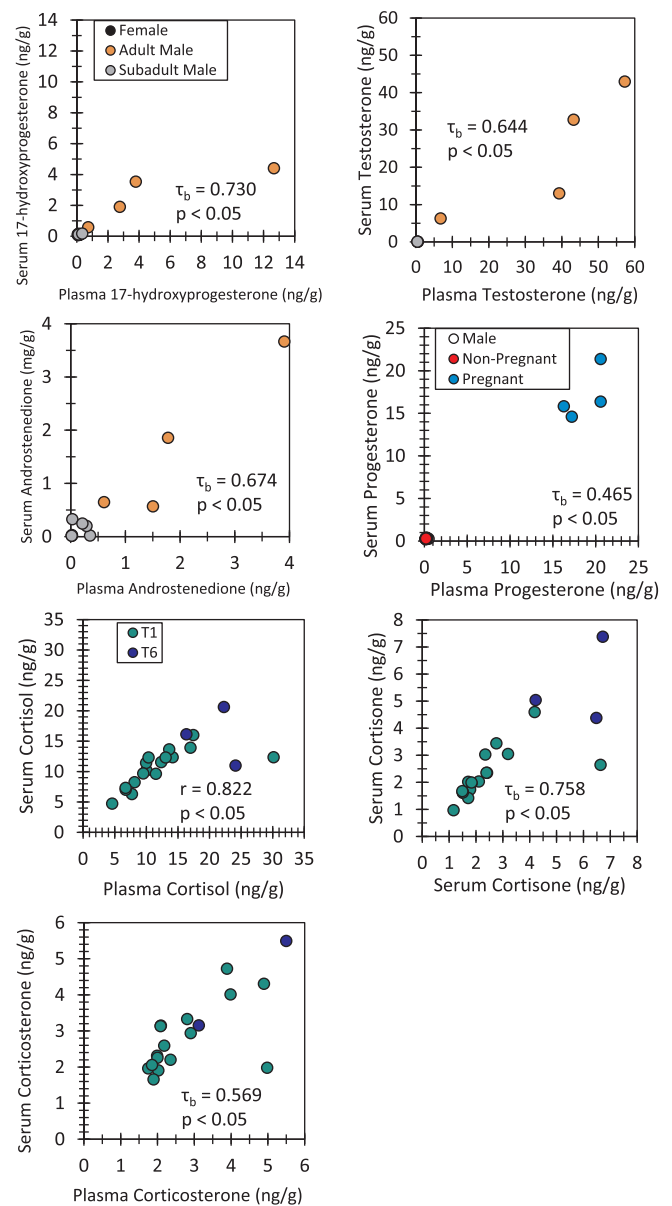 Serum 17-hydroxyprogesterone (ng/g)
14
12
10
8
6
4
2
0
Female
Adult Male
Subadult Male
τb = 0.730
p < 0.05
0 2 4 6 8 10 12 14
Plasma 17-hydroxyprogesterone (ng/g)
Serum Testosterone (ng/g)
60
50
40
30
20
10
0
τb = 0.644
p < 0.05
0 10 20 30 40 50 60
Plasma Testosterone (ng/g)
Serum Androstenedione (mg/g)
4
3
2
1
0
τb = 0.674
p < 0.05
0 1 2 3 4
Plasma Androstenedione (ng/g)
Serum Progesterone (ng/g)
25
20
15
10
5
0
Male
Non-Pregnant
Pregnant
τb = 0.465
p < 0.05
0 5 10 15 20 25
Plasma Progesterone (ng/g)
Serum Cortisol (ng/g)
35
30
25
20
15
10
5
0
T1
T6
r = 0.822
p < 0.05
0 5 10 15 20 25 30 35
Plasma Cortisol (ng/g)
Serum Cortisone (ng/g)
8
7
6
5
4
3
2
1
0
τb = 0.758
p < 0.05
0 1 2 3 4 5 6 7 8
Serum Cortisone (ng/g)
Serum Corticosterone (ng/g)
6
5
4
3
2
1
0
τb = 0.569
p < 0.05
0 1 2 3 4 5 6
Plasma Corticosterone (ng/g)